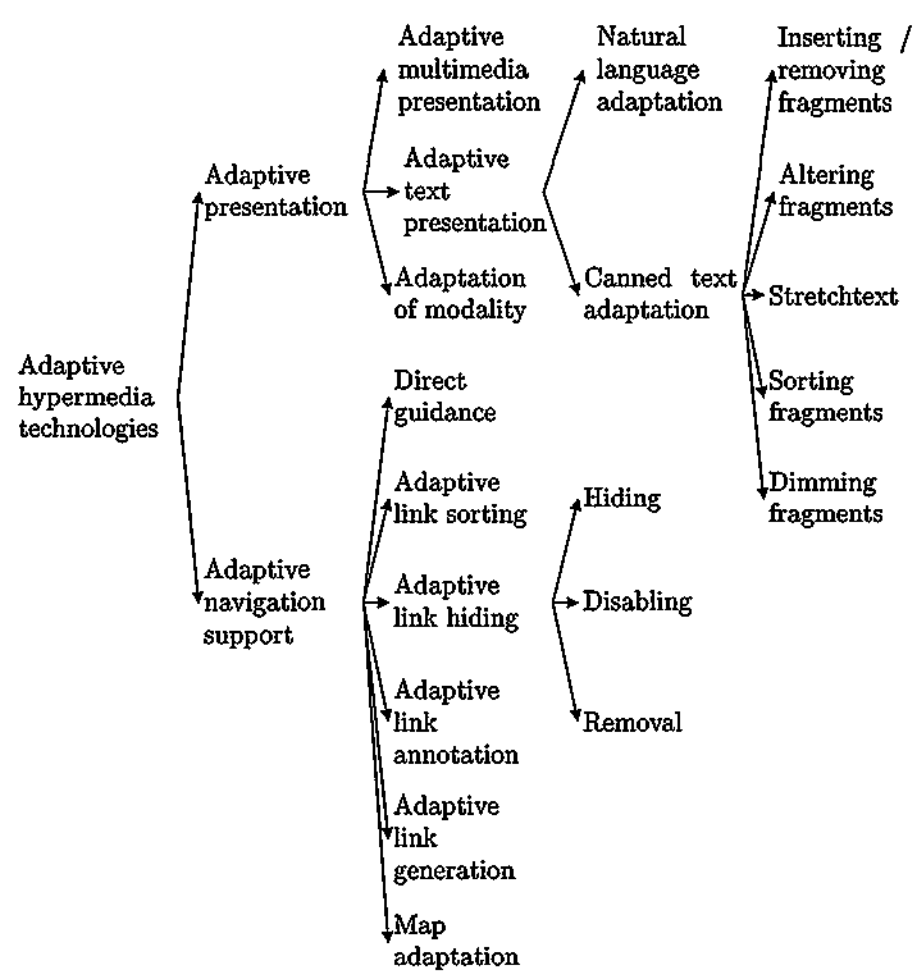 Adaptive
hypermedia
technologies
Adaptive
presentation
Adaptive
multimedia
presentation
Adaptive
text
presentation
Adaptation
of modality
Natural
language
adaptation
Canned text
adaptation
Inserting /
removing
fragments
Altering
fragments
Stretchtext
Sorting
fragments
Dimming
fragments
Adaptive
navigation
support
Direct
guidance
Adaptive
link sorting
Adaptive
link hiding
Hiding
Disabling
Removal
Adaptive
link
annotation
Adaptive
link
generation
Map
adaptation